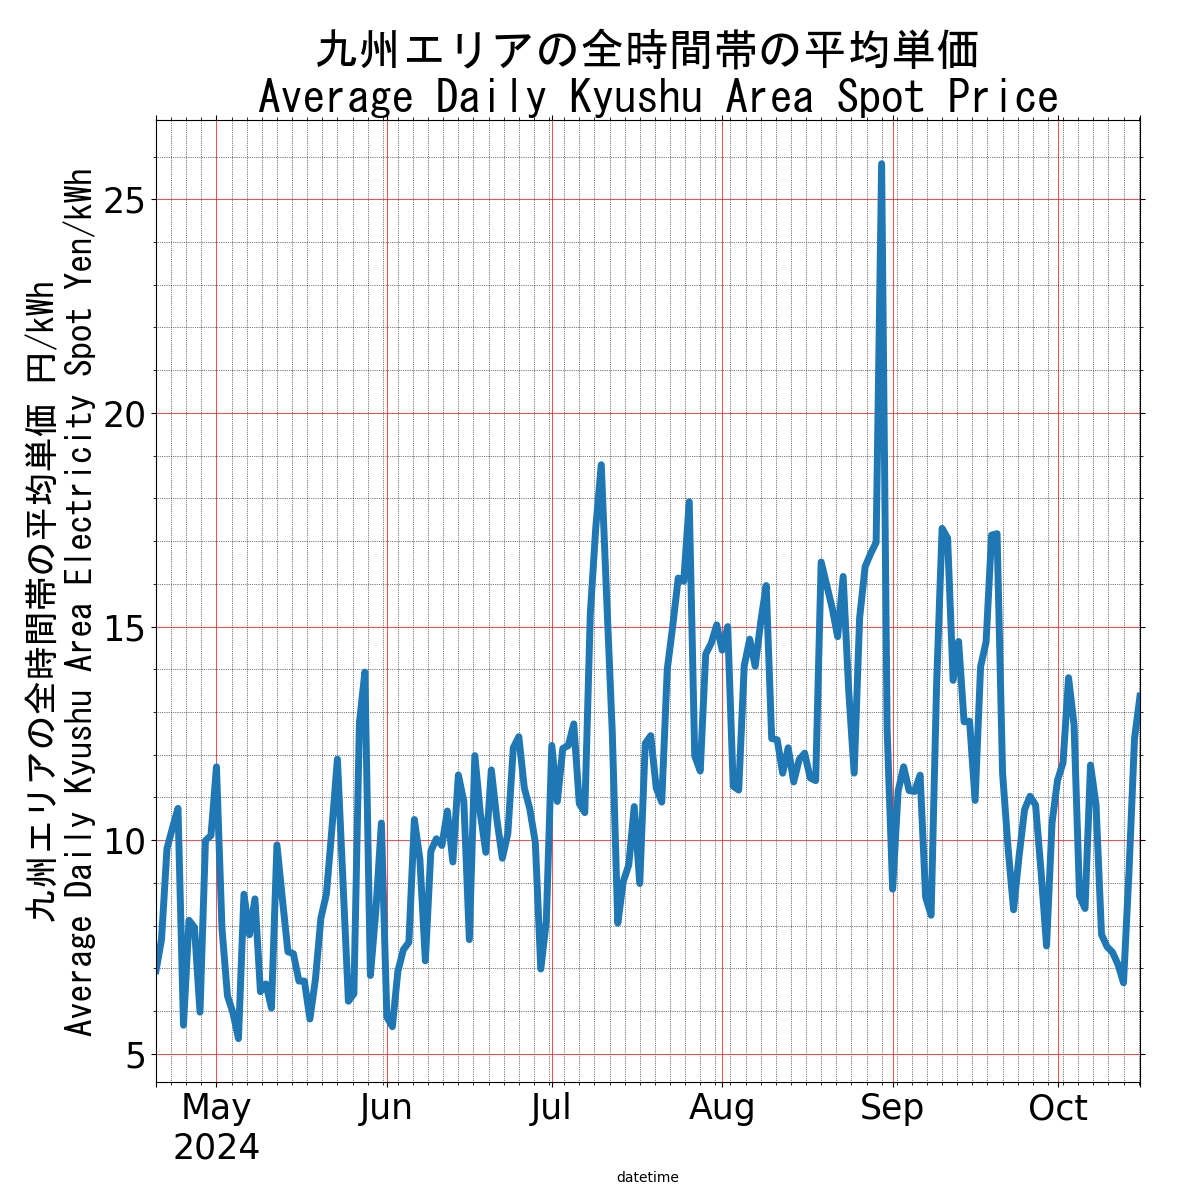 九州エリアの全時間帯の平均単価
Average Daily Kyushu Area Spot Price
九州エリアの全時間帯の平均単価 円/kWh
Average Daily Kyushu Area Electricity Spot Yen/kWh
25
20
15
10
5
May
2024
Jun
Jul
Aug
Sep
Oct
datetime